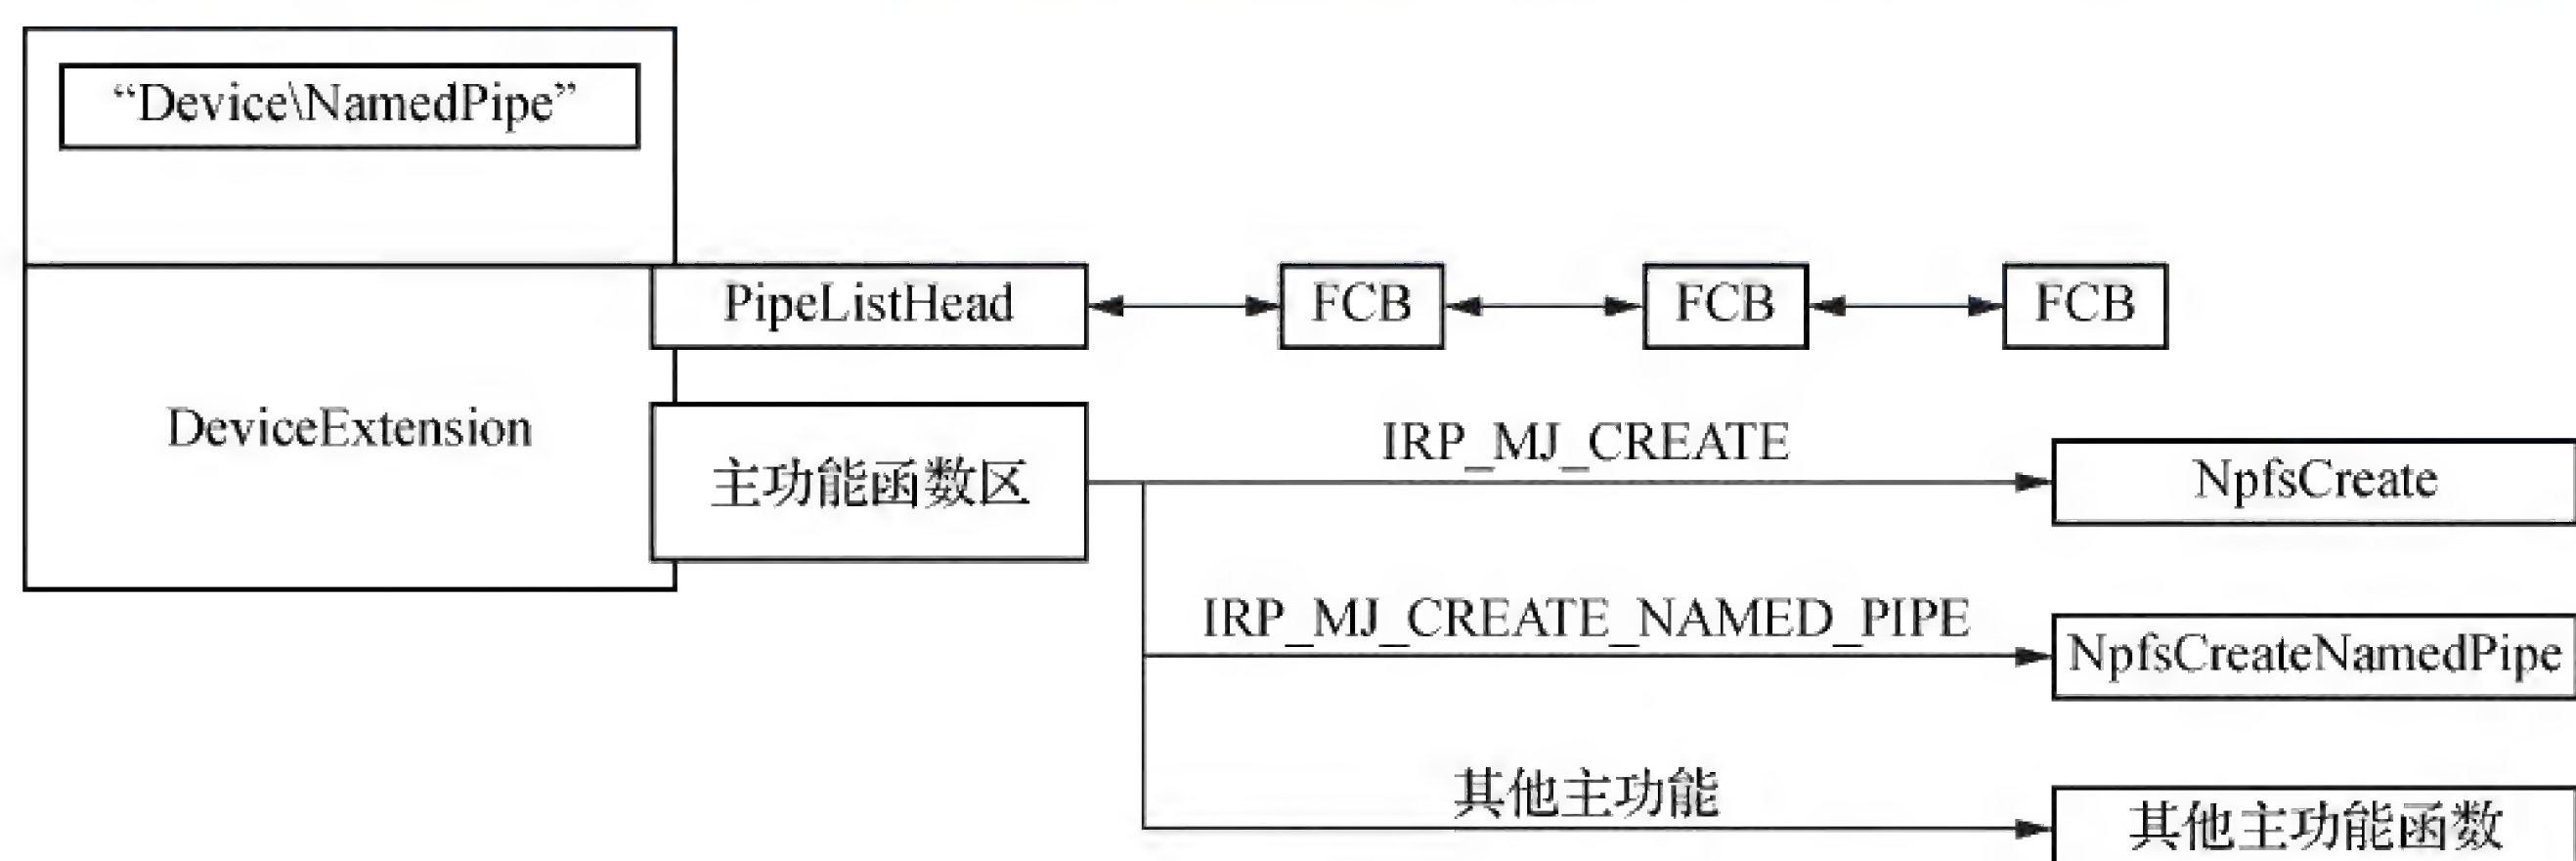 “Device\NamedPipe”
PipeListHead
FCB
FCB
FCB
DeviceExtension
主功能函数区
IRP_MJ_CREATE
NpfsCreate
IRP_MJ_CREATE_NAMED_PIPE
NpfsCreateNamedPipe
其他主功能
其他主功能函数